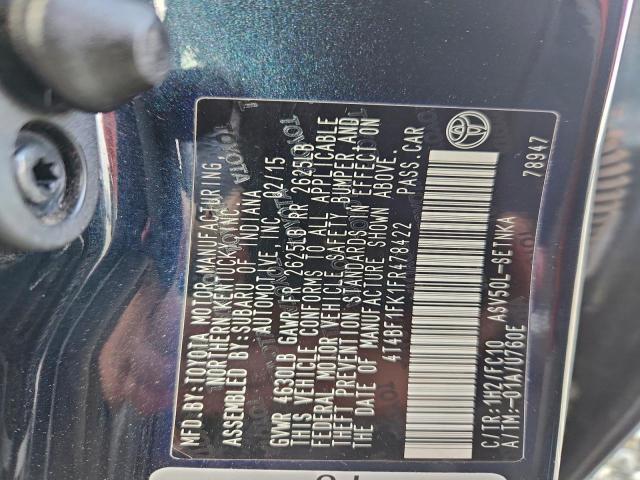 MFD. BY: TOYOTA MOTOR MANUFACTURING,
NORTHERN KENTUCKY, INC.
ASSEMBLED BY: SUBARU OF INDIANA
AUTOMOTIVE, INC. 02/15
GVWR 4630LB GAWR FR 2625LB RR 2625LB
THIS VEHICLE CONFORMS TO ALL APPLICABLE
FEDERAL MOTOR VEHICLE SAFETY, BUMPER AND
THEFT PREVENTION STANDARDS IN EFFECT ON
THE DATE OF MANUFACTURE SHOWN ABOVE.
4T4BF1FK1FR478422 PASS. CAR
C/TR: 1H2/FC10 ASV50L-SETNKA
A/TM: -01A/U760E
78947